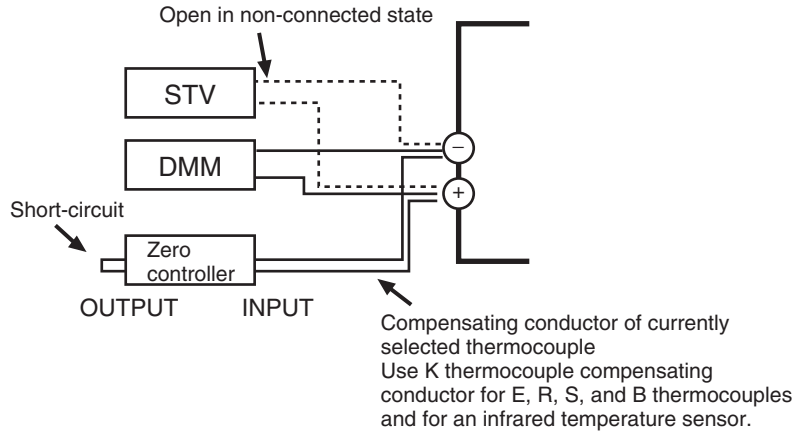 Open in non-connected state
STV
−
DMM
+
Short-circuit
Zero
controller
OUTPUT INPUT
Compensating conductor of currently
selected thermocouple
Use K thermocouple compensating
conductor for E, R, S, and B thermocouples
and for an infrared temperature sensor.